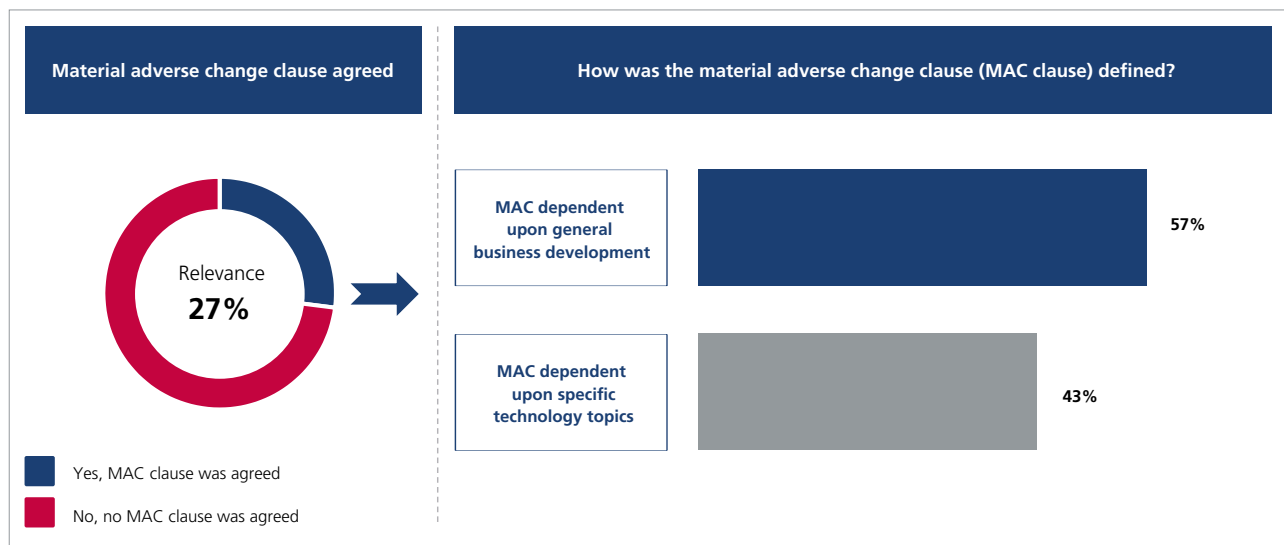 Material adverse change clause agreed
How was the material adverse change clause (MAC clause) defined?
Relevance
27%
Yes, MAC clause was agreed
No, no MAC clause was agreed
MAC dependent
upon general
business development
57%
MAC dependent
upon specific
technology topics
43%